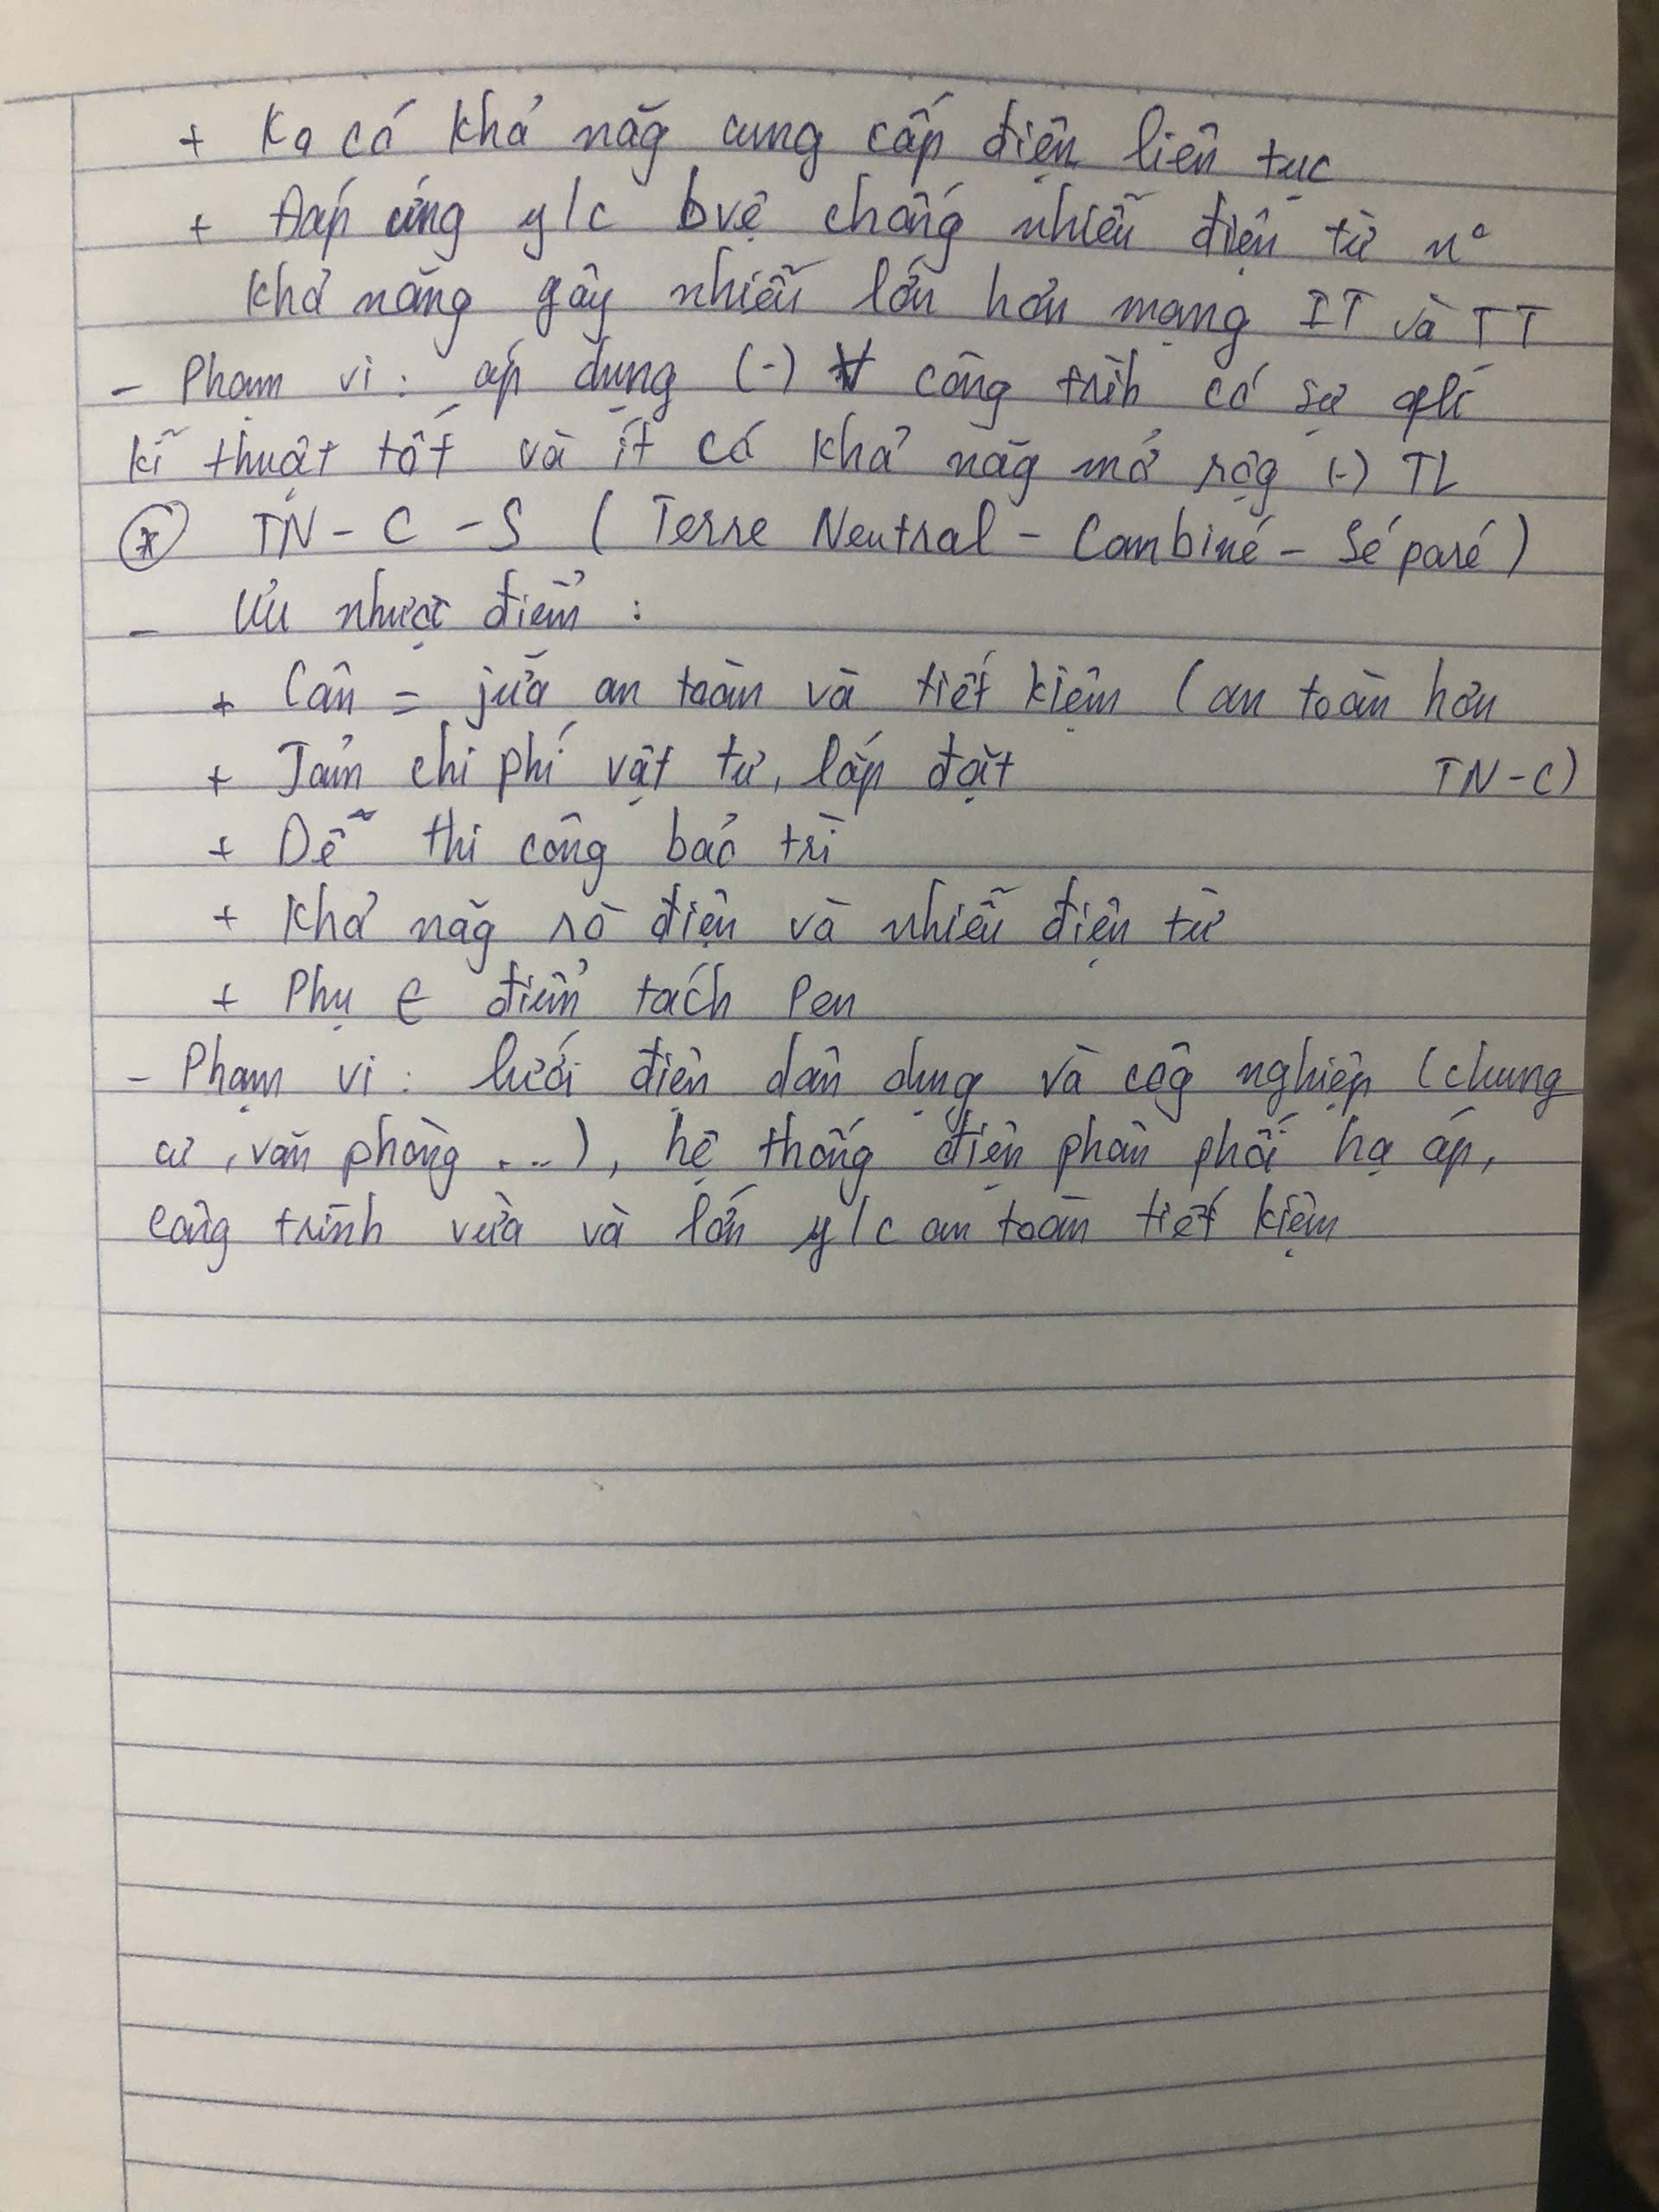 + Ko có khả năg cung cấp điện liên tục
+ Đáp ứng y/c bvệ chống nhiễu điện từ n°
khả năng gây nhiễu lớn hơn mạng IT và TT
- Phạm vi : áp dụng (-) ∀ công trìh có sự qlí
kĩ thuật tốt và ít có khả năg mở rộg (-) TL
* TN - C - S ( Terre Neutral - Combiné - Séparé )
- Ưu nhược điểm :
+ Cân = jữa an toàn và tiết kiệm ( an toàn hơn
TN - C )
+ Jảm chi phí vật tư, lắp đặt
+ Dễ thi công bảo trì
+ Khả năg rò điện và nhiễu điện từ
+ Phụ ∈ điểm tách Pen
- Phạm vi : lưới điện dân dụng và côg nghiệp ( chung
cư, văn phòng ... ), hệ thống điện phân phối hạ áp,
công trình vừa và lớn y/c an toàn tiết kiệm